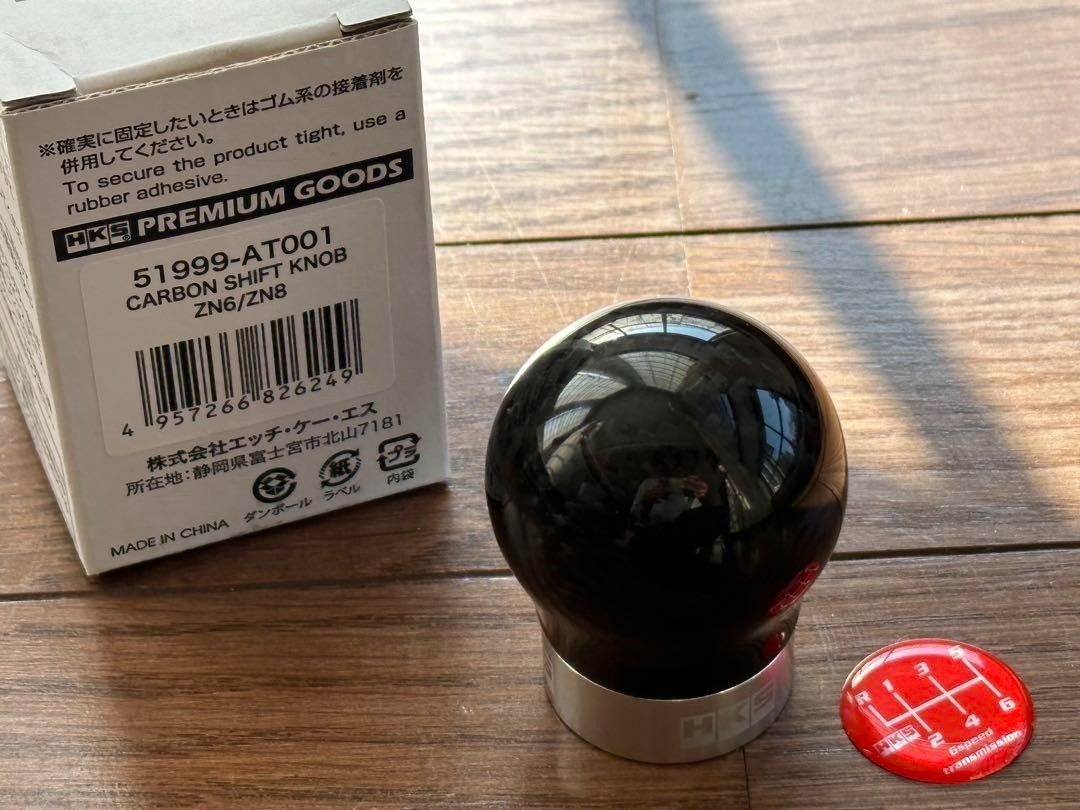 ※確実に固定したいときはゴム系の接着剤を
併用してください。
To secure the product tight, use a
rubber adhesive.
HKS® PREMIUM GOODS
51999-AT001
CARBON SHIFT KNOB
ZN6/ZN8
4 957266 826249
株式会社エッチ・ケー・エス
所在地:静岡県富士宮市北山7181
紙 プラ
ダンボール ラベル 内袋
MADE IN CHINA
HKS
R 1 3 5
2 4 6
HKS
6speed
transmission